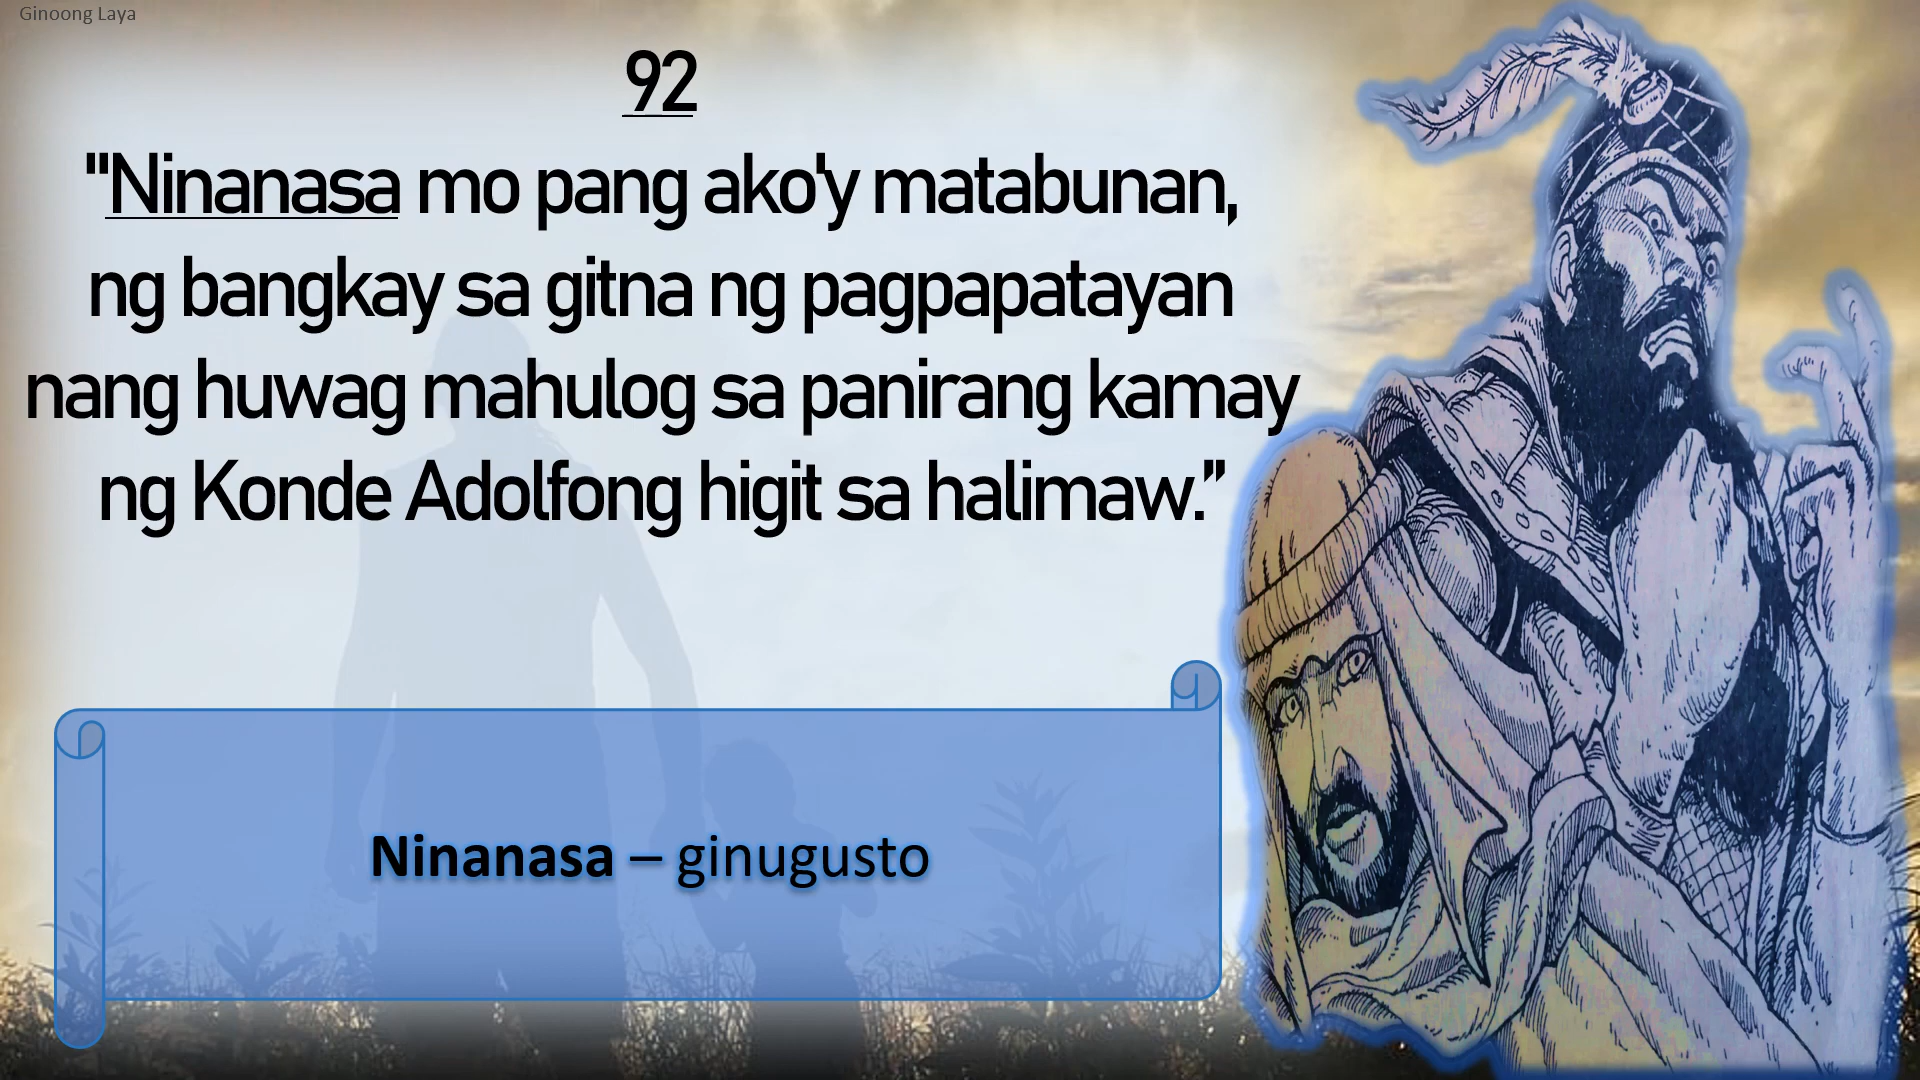 Ginoong Laya
92
"Ninanasa mo pang ako'y matabunan,
ng bangkay sa gitna ng pagpapatayan
nang huwag mahulog sa panirang kamay
ng Konde Adolfong higit sa halimaw.”
Ninanasa – ginugusto